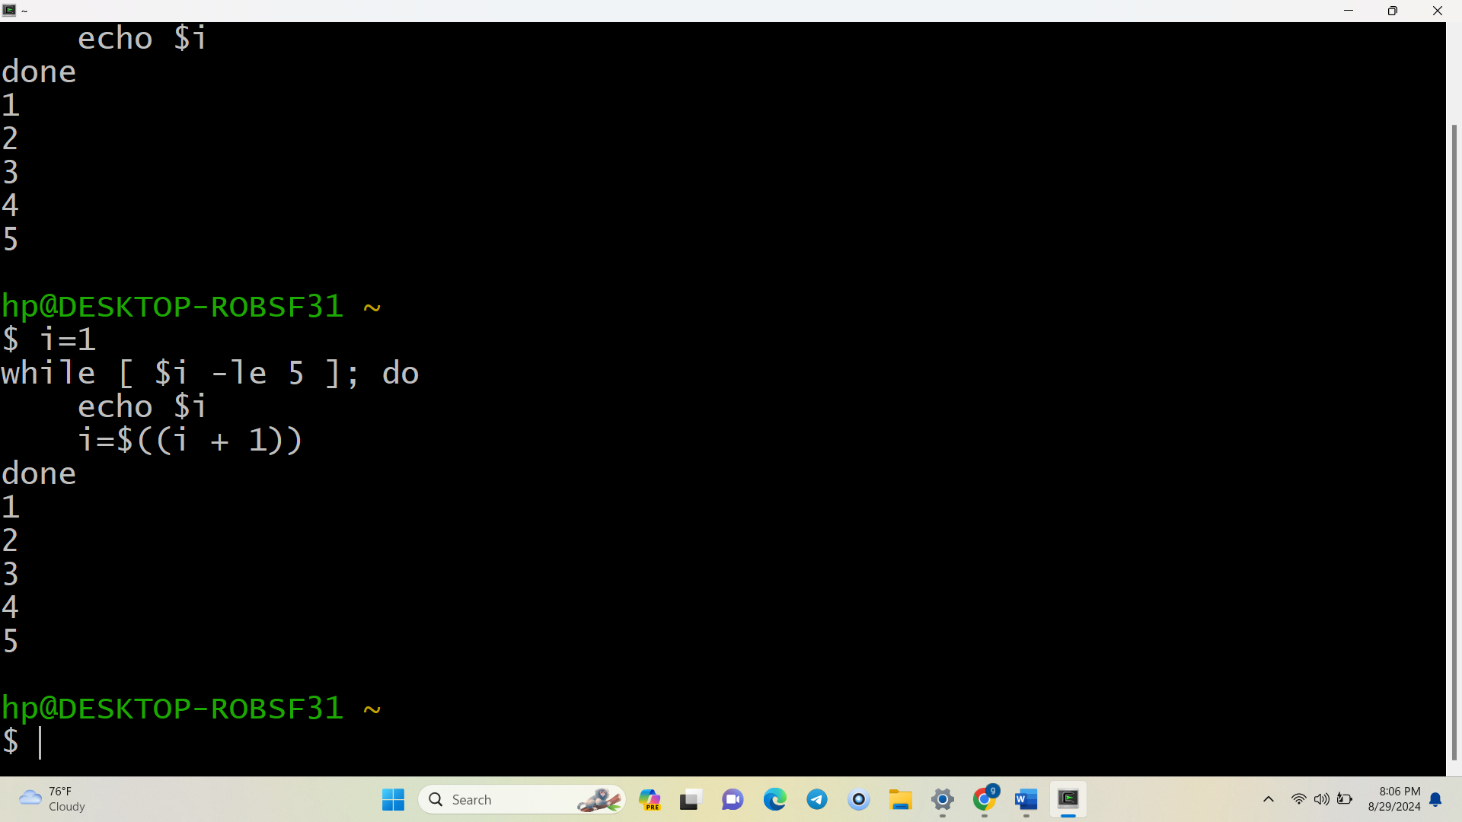 ~
echo $i
done
1
2
3
4
5
hp@DESKTOP-ROBSF31 ~
$ i=1
while [ $i -le 5 ]; do
    echo $i
    i=$((i + 1))
done
1
2
3
4
5
hp@DESKTOP-ROBSF31 ~
$
76°F
Cloudy
Search
PRE
g
W
8:06 PM
8/29/2024